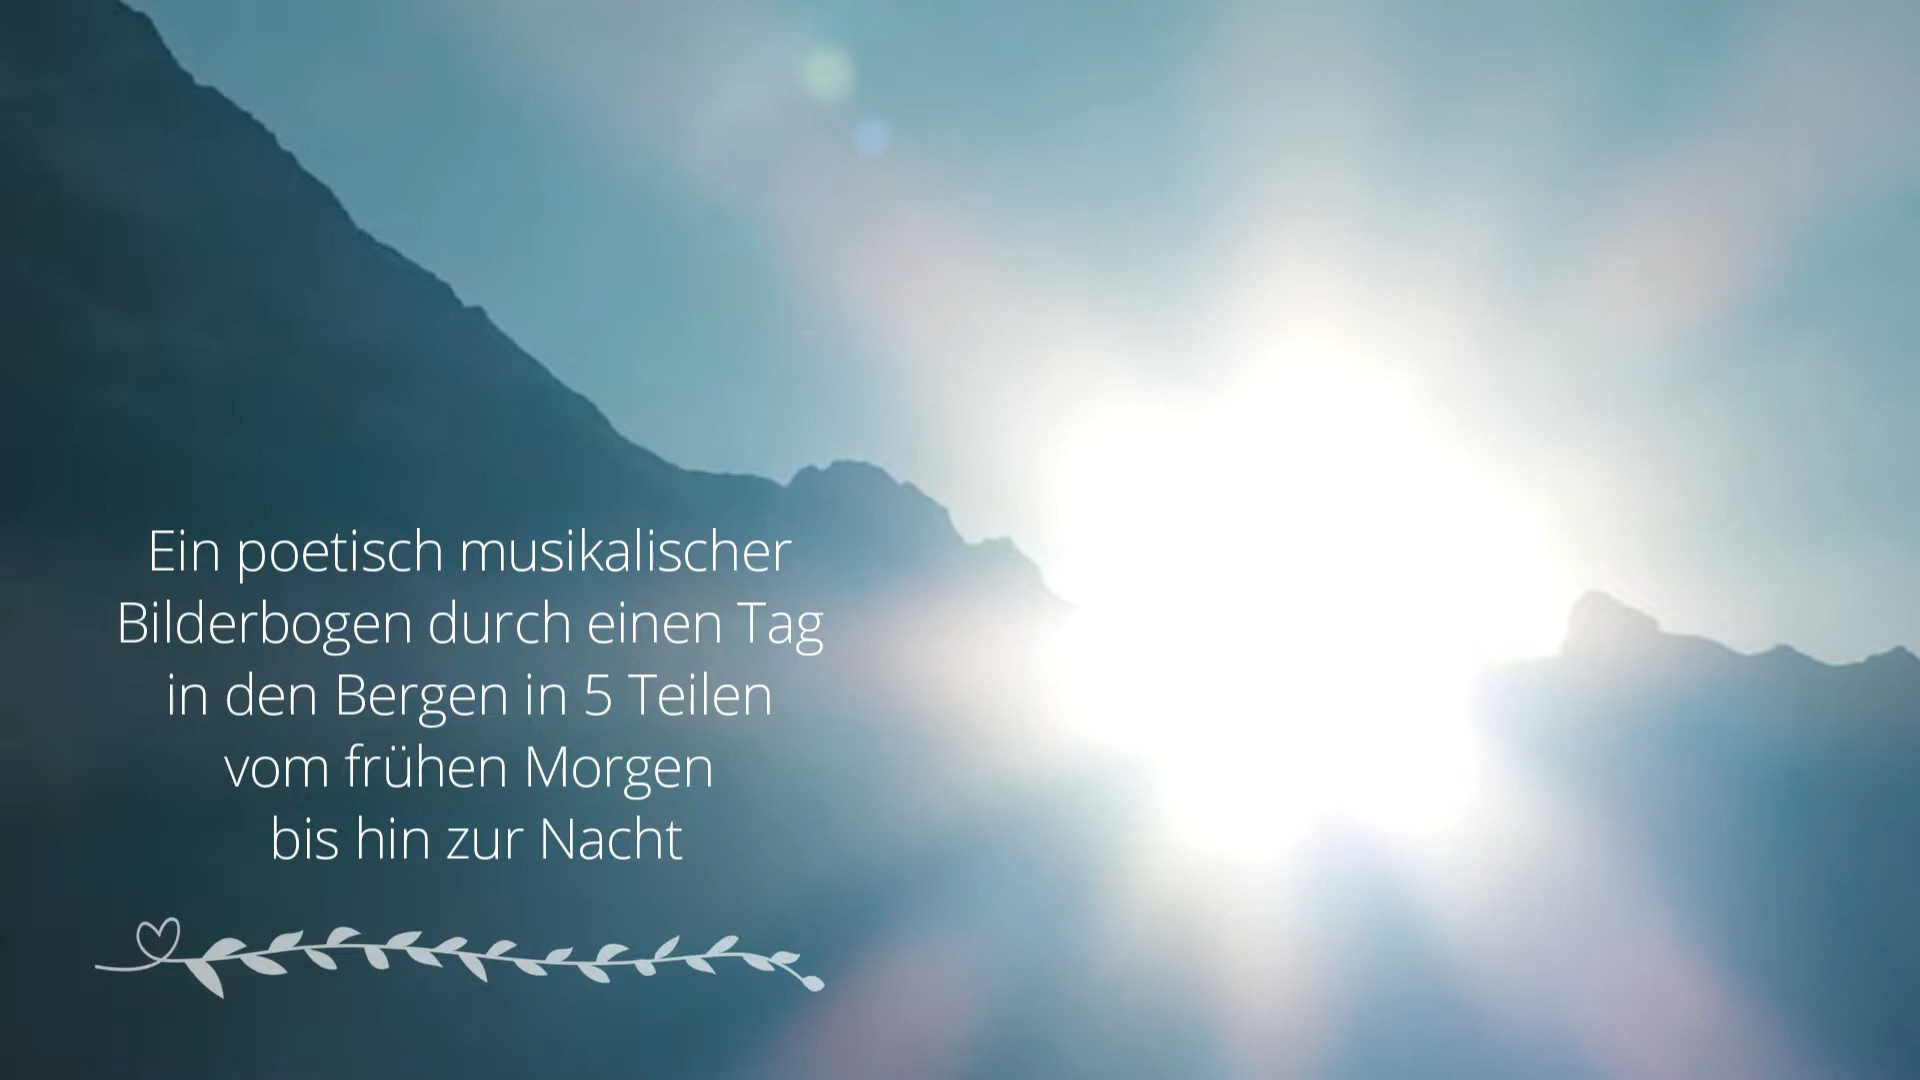 Ein poetisch musikalischer
Bilderbogen durch einen Tag
in den Bergen in 5 Teilen
vom frühen Morgen
bis hin zur Nacht